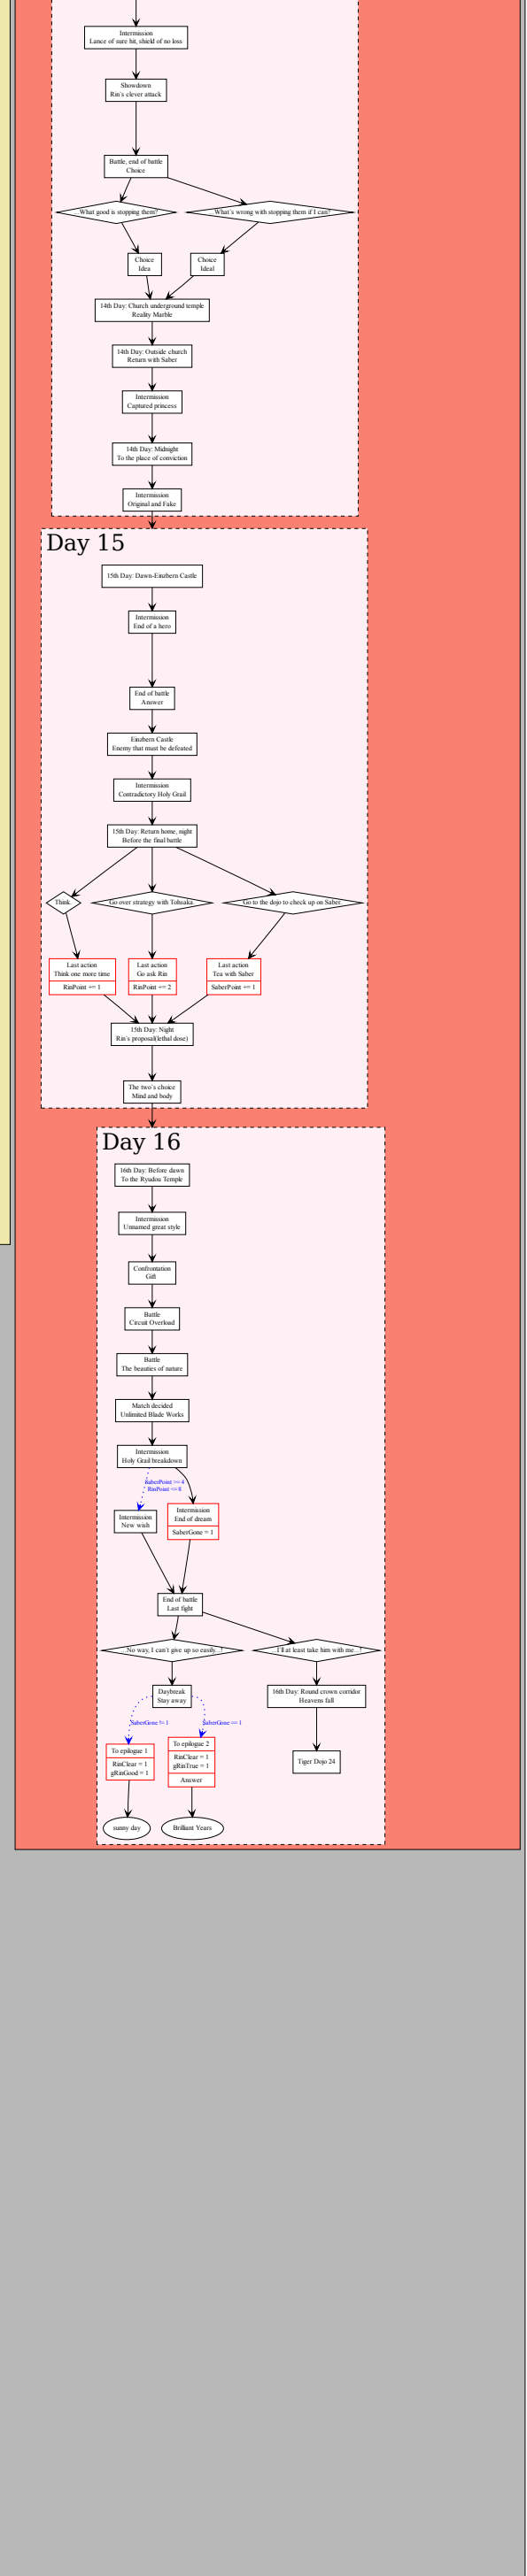 Intermission
Lance of sure hit, shield of no loss
Showdown
Rin's clever attack
Battle, end of battle
Choice
...What good is stopping them?
...What's wrong with stopping them if I can?
Choice
Idea
Choice
Ideal
14th Day: Church underground temple
Reality Marble
14th Day: Outside church
Return with Saber
Intermission
Captured princess
14th Day: Midnight
To the place of conviction
Intermission
Original and Fake
Day 15
15th Day: Dawn-Einzbern Castle
Intermission
End of a hero
End of battle
Answer
Einzbern Castle
Enemy that must be defeated
Intermission
Contradictory Holy Grail
15th Day: Return home, night
Before the final battle
Think.
Go over strategy with Tohsaka.
Go to the dojo to check up on Saber.
Last action
Think one more time
RinPoint += 1
Last action
Go ask Rin
RinPoint += 2
Last action
Tea with Saber
SaberPoint += 1
15th Day: Night
Rin's proposal(lethal dose)
The two's choice
Mind and body
Day 16
16th Day: Before dawn
To the Ryudou Temple
Intermission
Unnamed great style
Confrontation
Gift
Battle
Circuit Overload
Battle
The beauties of nature
Match decided
Unlimited Blade Works
Intermission
Holy Grail breakdown
SaberPoint >= 4
RinPoint <= 8
Intermission
New wish
Intermission
End of dream
SaberGone = 1
End of battle
Last fight
...No way, I can't give up so easily...!
...I'll at least take him with me...!
Daybreak
Stay away
16th Day: Round crown corridor
Heavens fall
SaberGone != 1
SaberGone == 1
To epilogue 1
RinClear = 1
gRinGood = 1
To epilogue 2
RinClear = 1
gRinTrue = 1
Answer
Tiger Dojo 24
sunny day
Brilliant Years